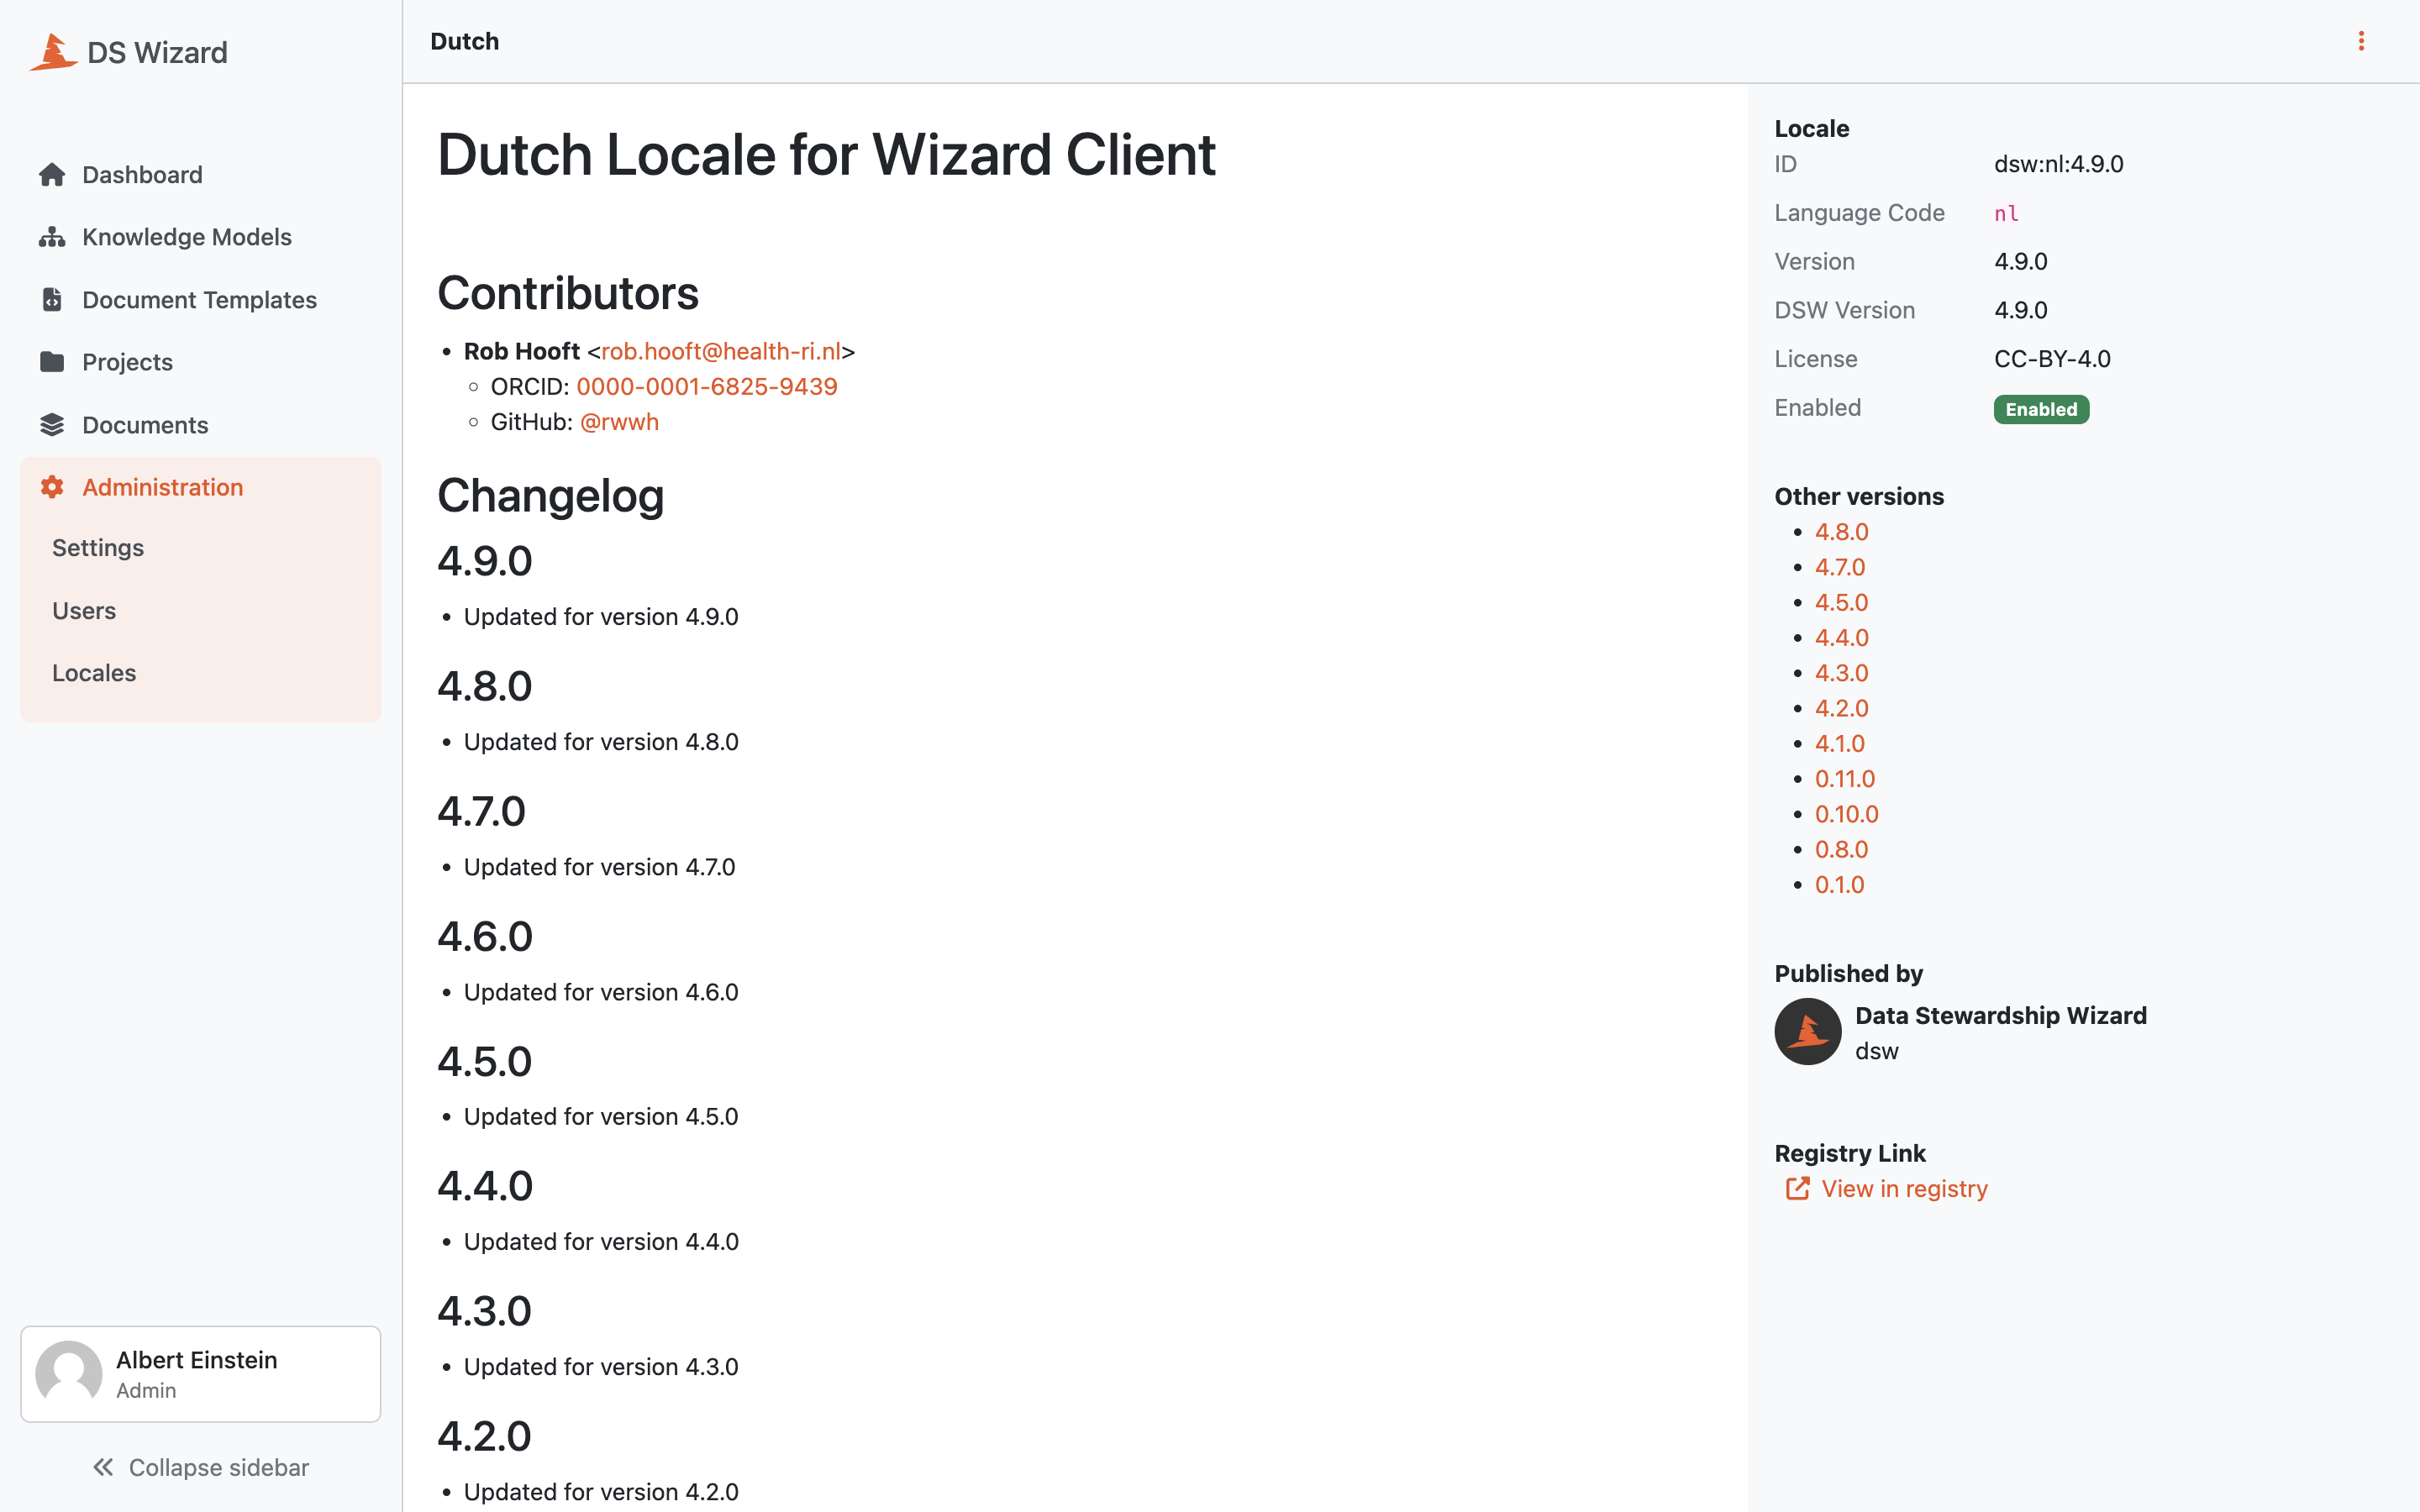 DS Wizard
Dashboard
Knowledge Models
Document Templates
Projects
Documents
Administration
Settings
Users
Locales
Albert Einstein
Admin
Collapse sidebar
Dutch
Dutch Locale for Wizard Client
Contributors
Rob Hooft <rob.hooft@health-ri.nl>
ORCID: 0000-0001-6825-9439
GitHub: @rwwh
Changelog
4.9.0
Updated for version 4.9.0
4.8.0
Updated for version 4.8.0
4.7.0
Updated for version 4.7.0
4.6.0
Updated for version 4.6.0
4.5.0
Updated for version 4.5.0
4.4.0
Updated for version 4.4.0
4.3.0
Updated for version 4.3.0
4.2.0
Updated for version 4.2.0
Locale
ID dsw:nl:4.9.0
Language Code nl
Version 4.9.0
DSW Version 4.9.0
License CC-BY-4.0
Enabled Enabled
Other versions
4.8.0
4.7.0
4.5.0
4.4.0
4.3.0
4.2.0
4.1.0
0.11.0
0.10.0
0.8.0
0.1.0
Published by
Data Stewardship Wizard
dsw
Registry Link
View in registry